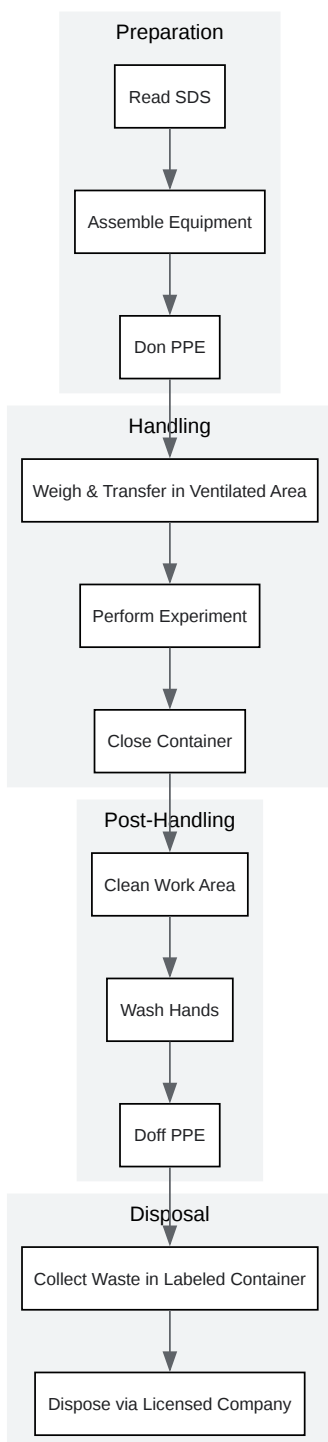 Preparation
Read SDS
Assemble Equipment
Don PPE
Handling
Weigh & Transfer in Ventilated Area
Perform Experiment
Close Container
Post-Handling
Clean Work Area
Wash Hands
Doff PPE
Disposal
Collect Waste in Labeled Container
Dispose via Licensed Company